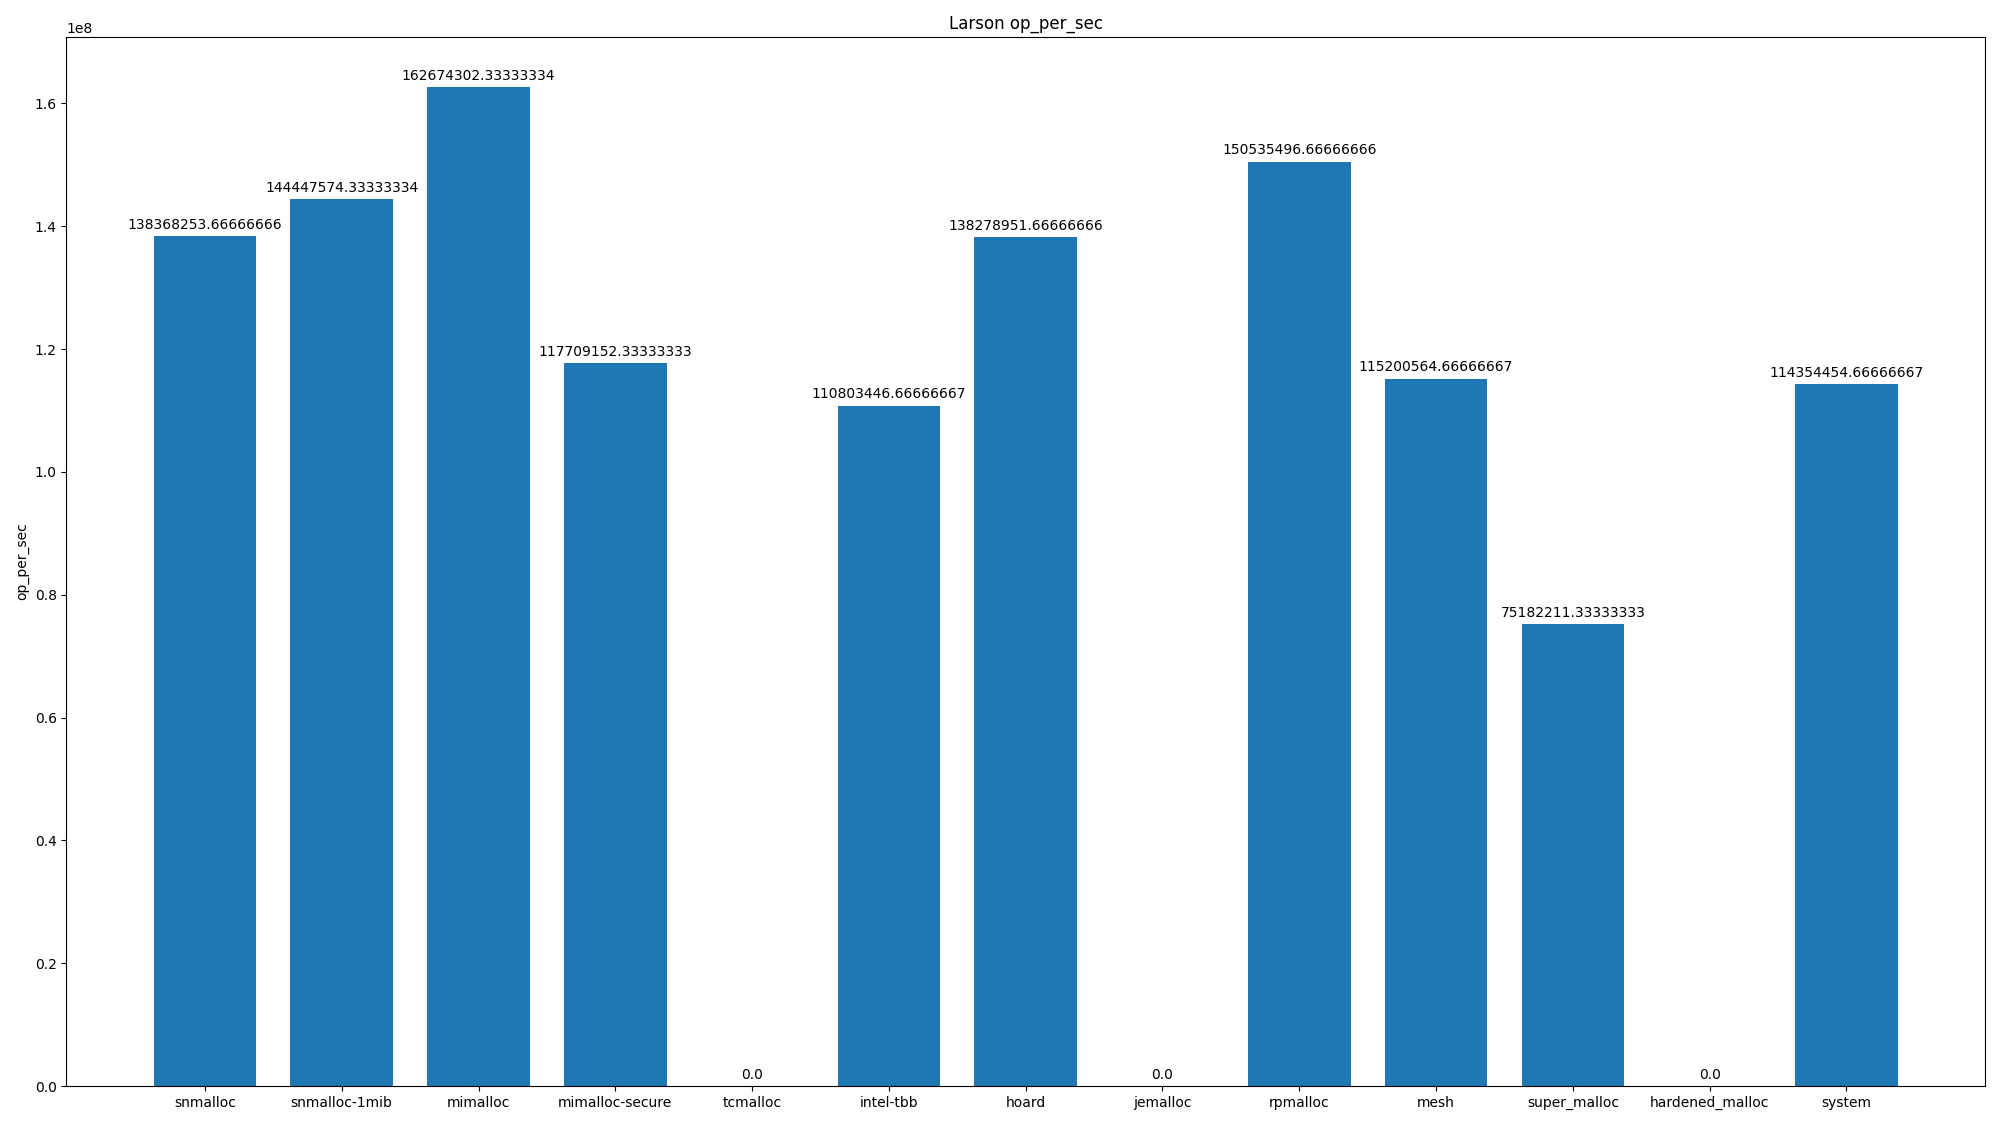 Larson op_per_sec
1e8
op_per_sec
1.6
1.4
1.2
1.0
0.8
0.6
0.4
0.2
0.0
138368253.66666666
144447574.33333334
162674302.33333334
117709152.33333333
0.0
110803446.66666667
138278951.66666666
0.0
150535496.66666666
115200564.66666667
75182211.33333333
0.0
114354454.66666667
snmalloc
snmalloc-1mib
mimalloc
mimalloc-secure
tcmalloc
intel-tbb
hoard
jemalloc
rpmalloc
mesh
super_malloc
hardened_malloc
system